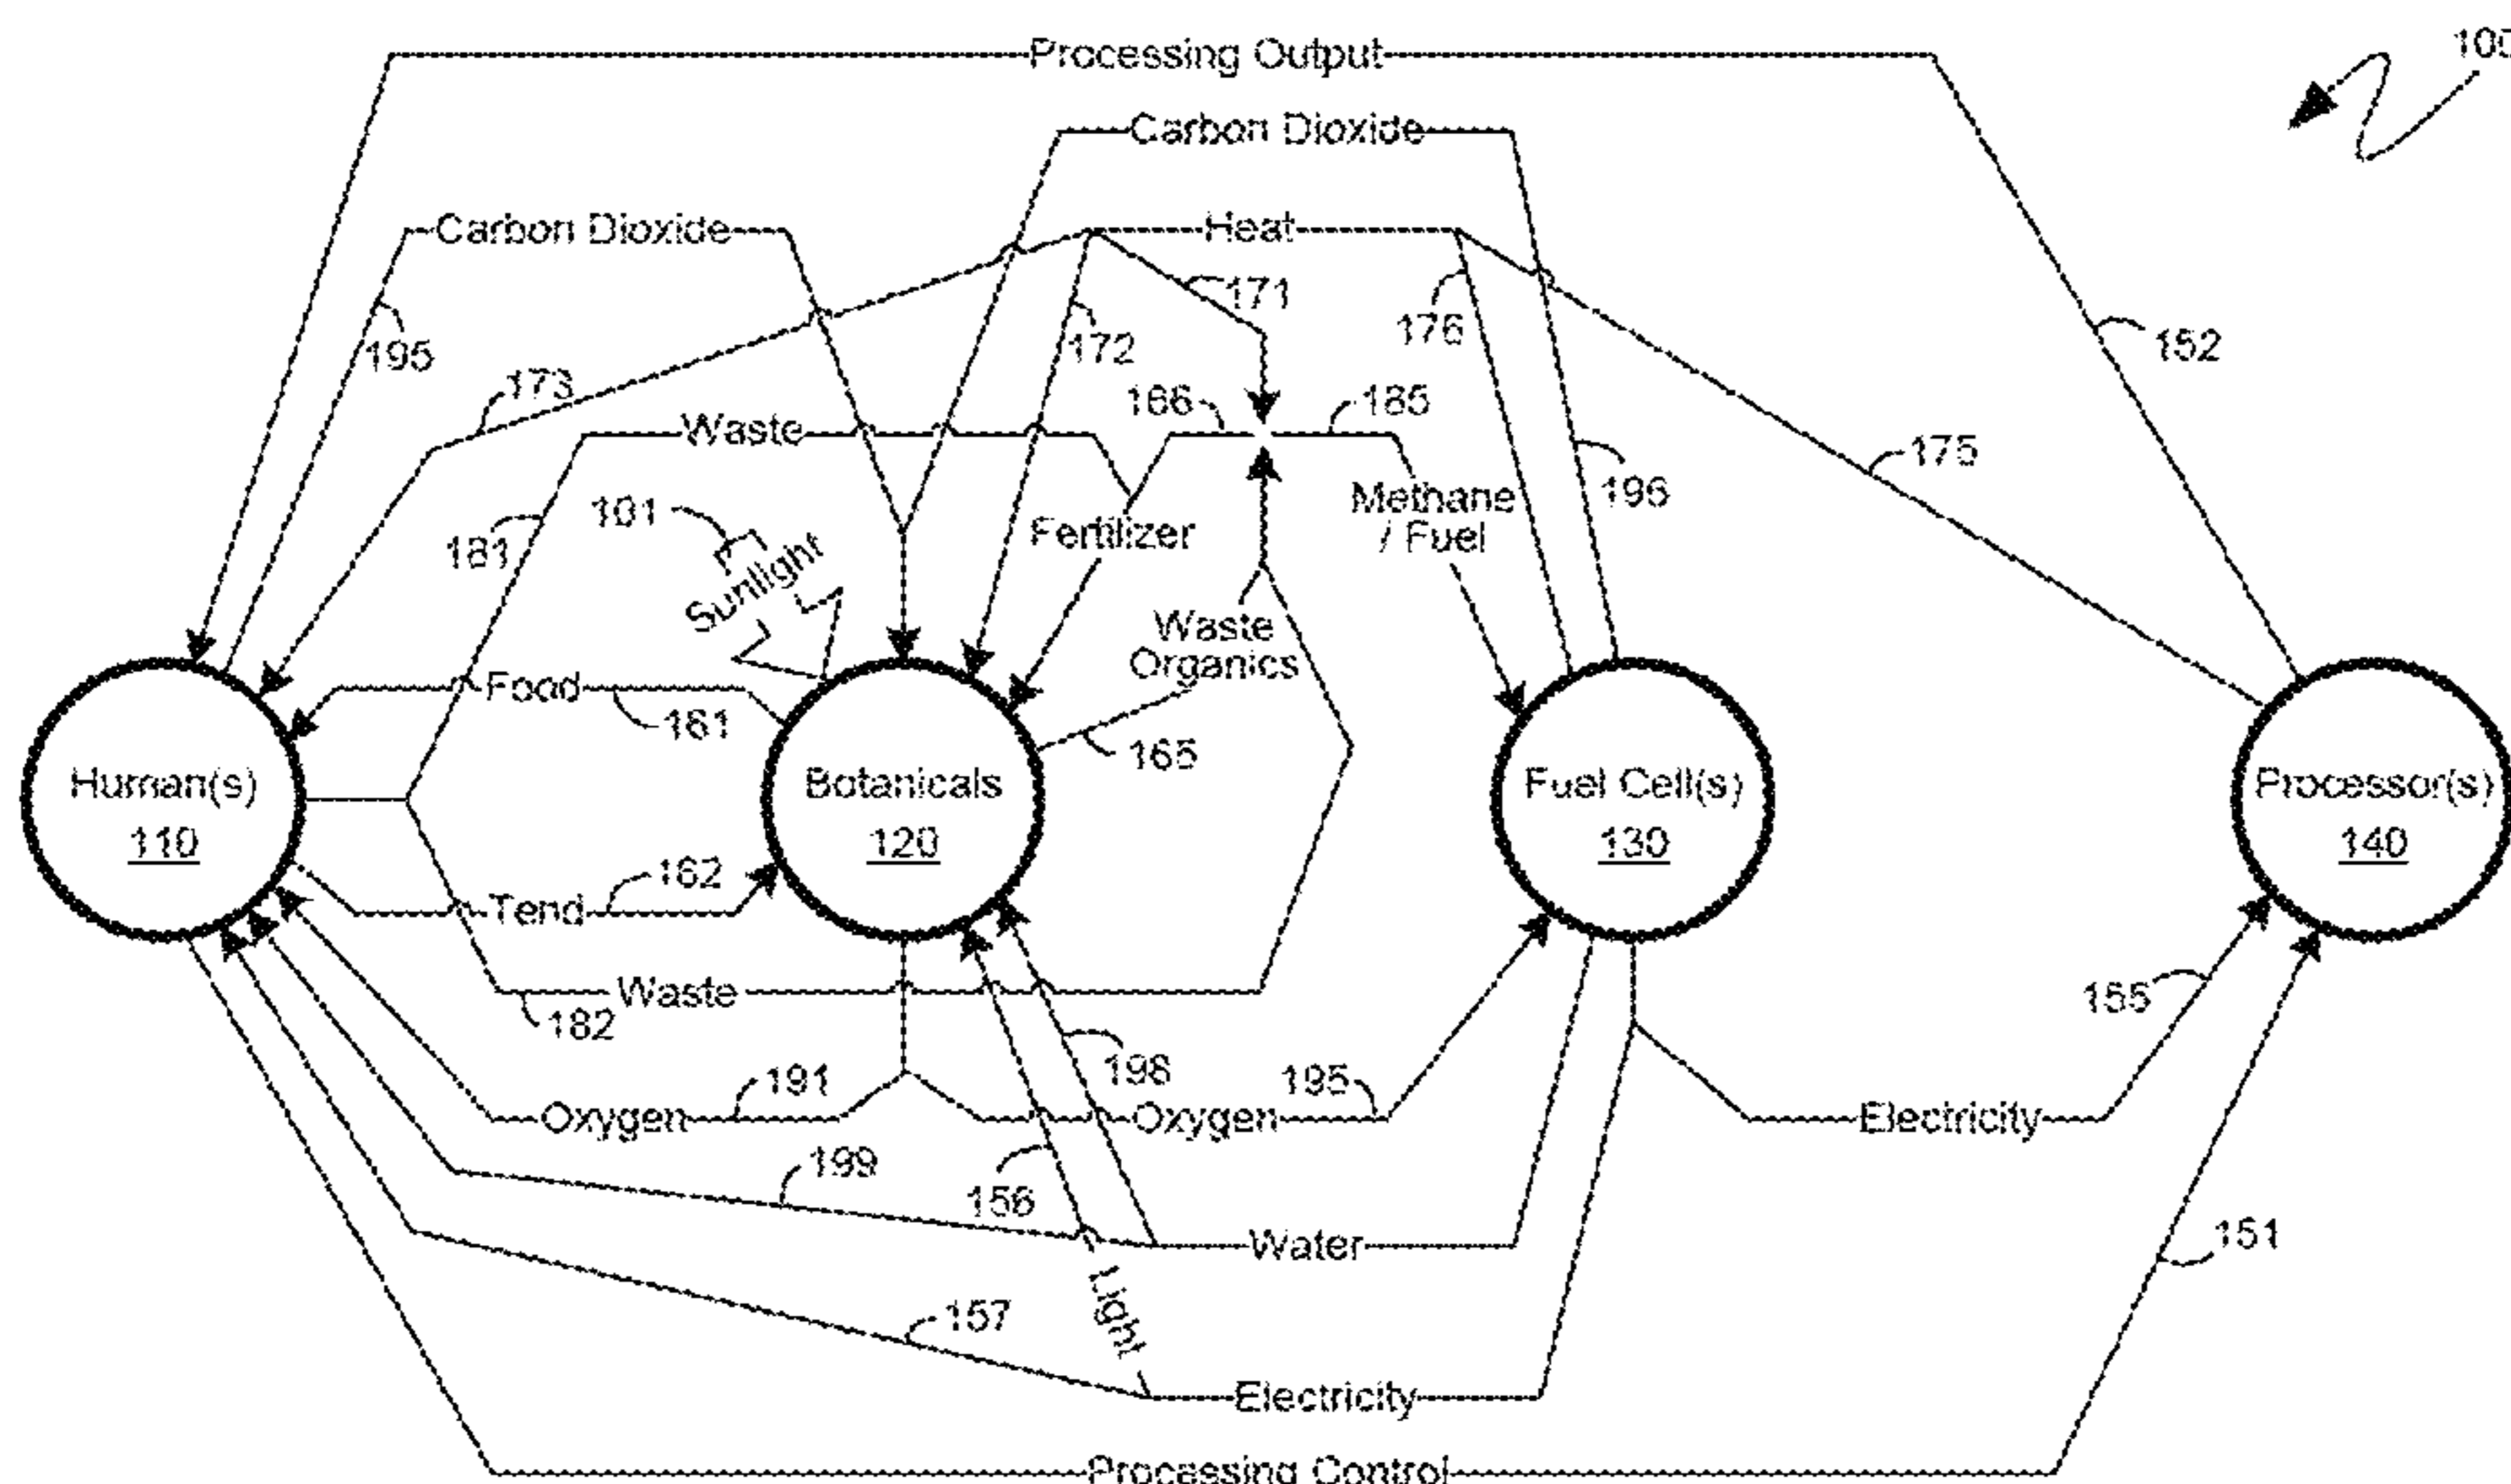 Processing Output
100
Carbon Dioxide
Carbon Dioxide
Heat
171
195
172
176
152
173
166
185
Waste
175
101
Methane
/ Fuel
196
181
Fertilizer
Sunlight
Waste
Organics
Food
161
165
Human(s)
110
Botanicals
120
Fuel Cell(s)
130
Processor(s)
140
162
Tend
Waste
182
155
198
191
195
Oxygen
Oxygen
Electricity
199
156
Water
151
Light
157
Electricity
Processing Control